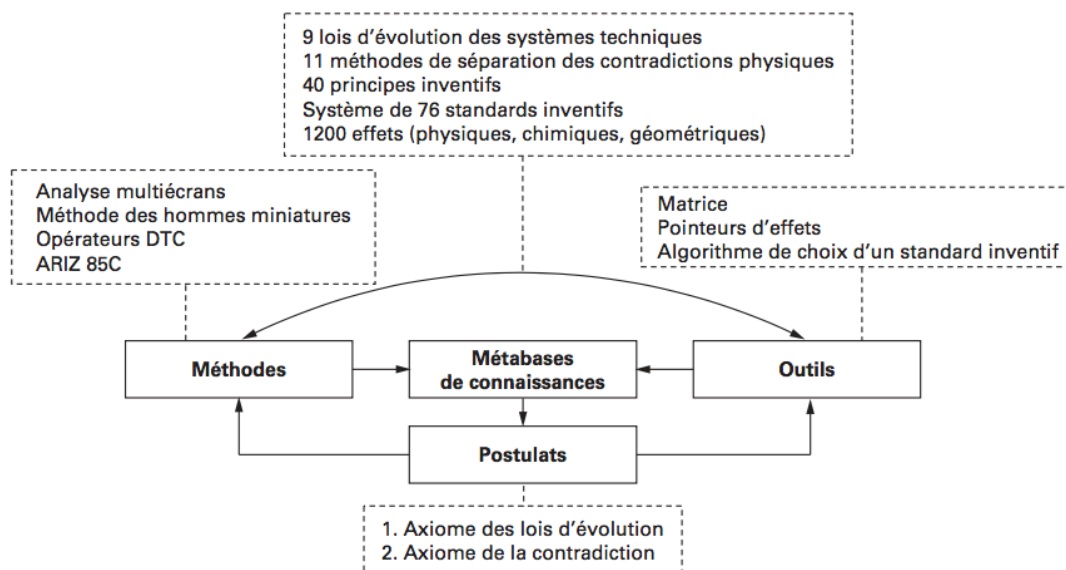 9 lois d’évolution des systèmes techniques
11 méthodes de séparation des contradictions physiques
40 principes inventifs
Système de 76 standards inventifs
1200 effets (physiques, chimiques, géométriques)
Analyse multiécrans
Méthode des hommes miniatures
Opérateurs DTC
ARIZ 85C
Matrice
Pointeurs d’effets
Algorithme de choix d’un standard inventif
Méthodes
Métabases
de connaissances
Outils
Postulats
1. Axiome des lois d’évolution
2. Axiome de la contradiction